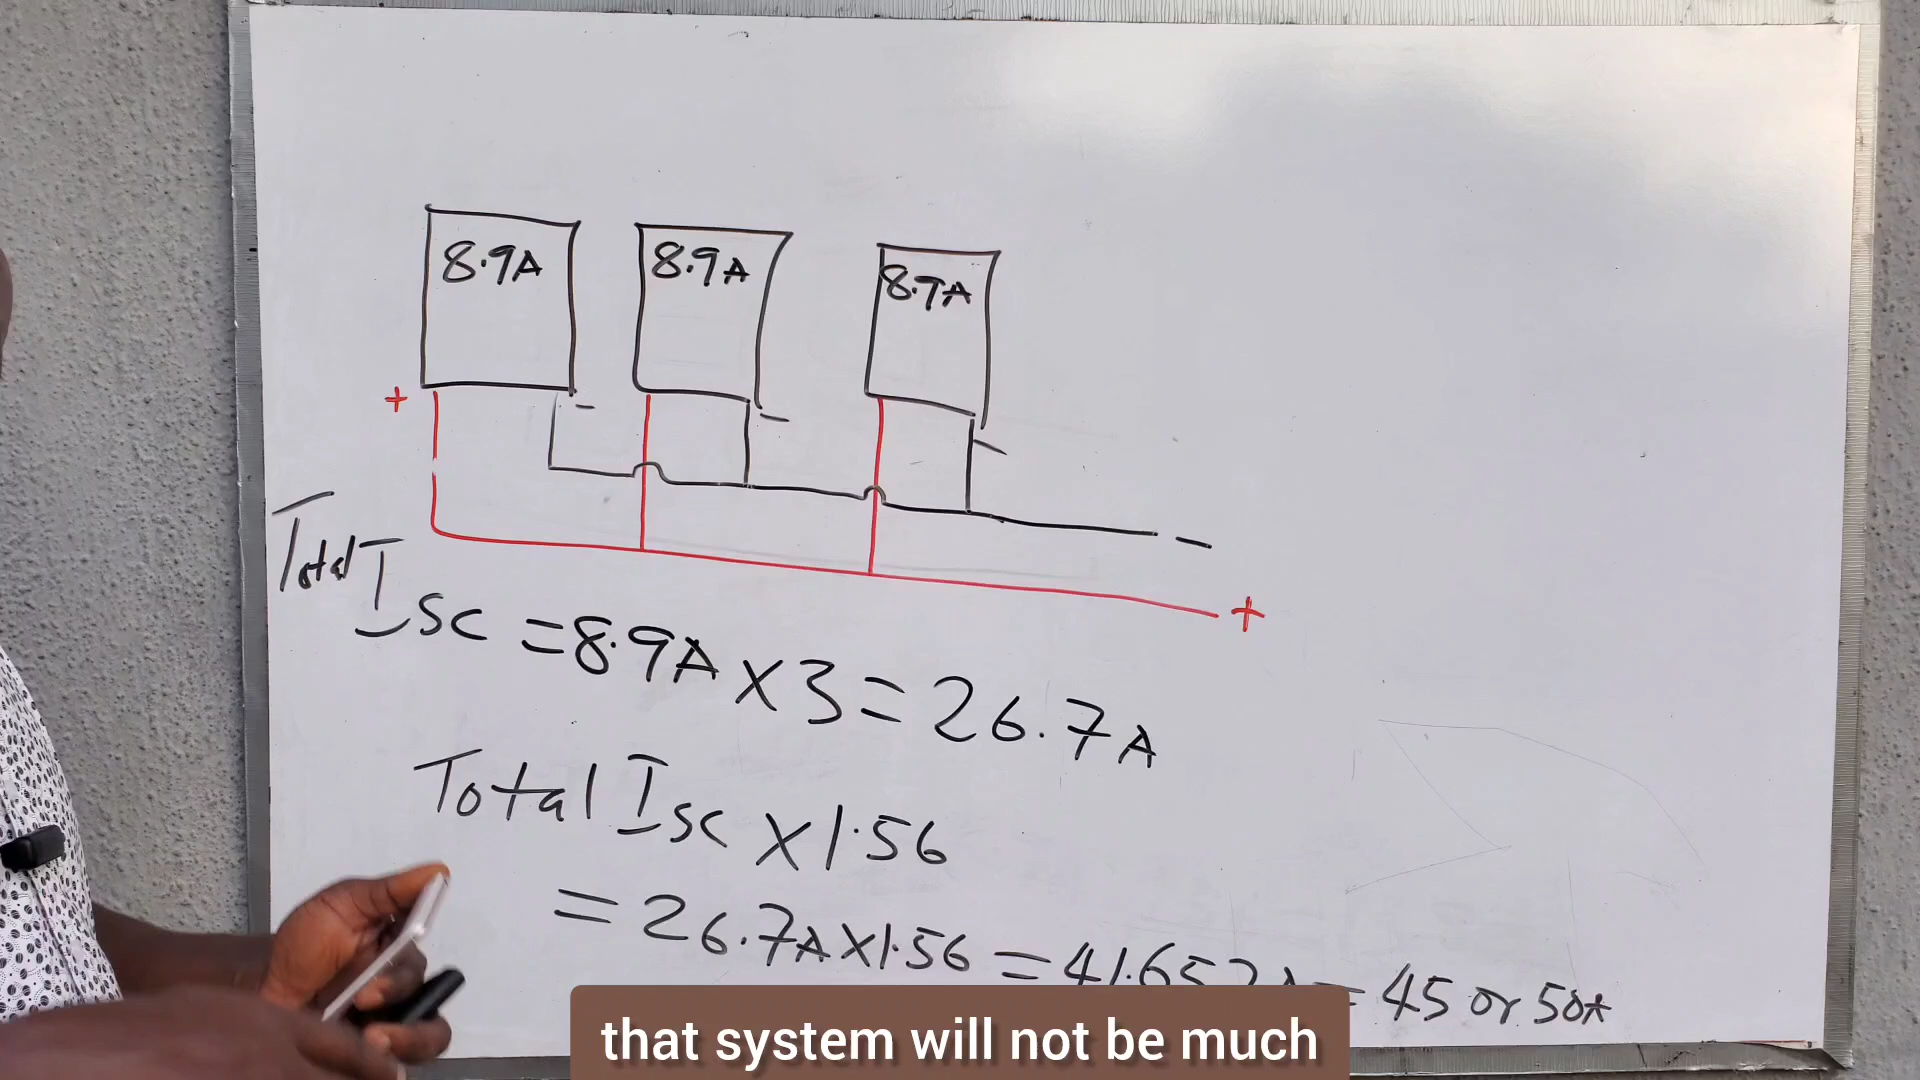 8.9A 8.9A 8.9A
+ - - -
-
+
Total Isc = 8.9A X 3 = 26.7A
Total Isc X 1.56
= 26.7A X 1.56 = 41.652A = 45 or 50A
that system will not be much